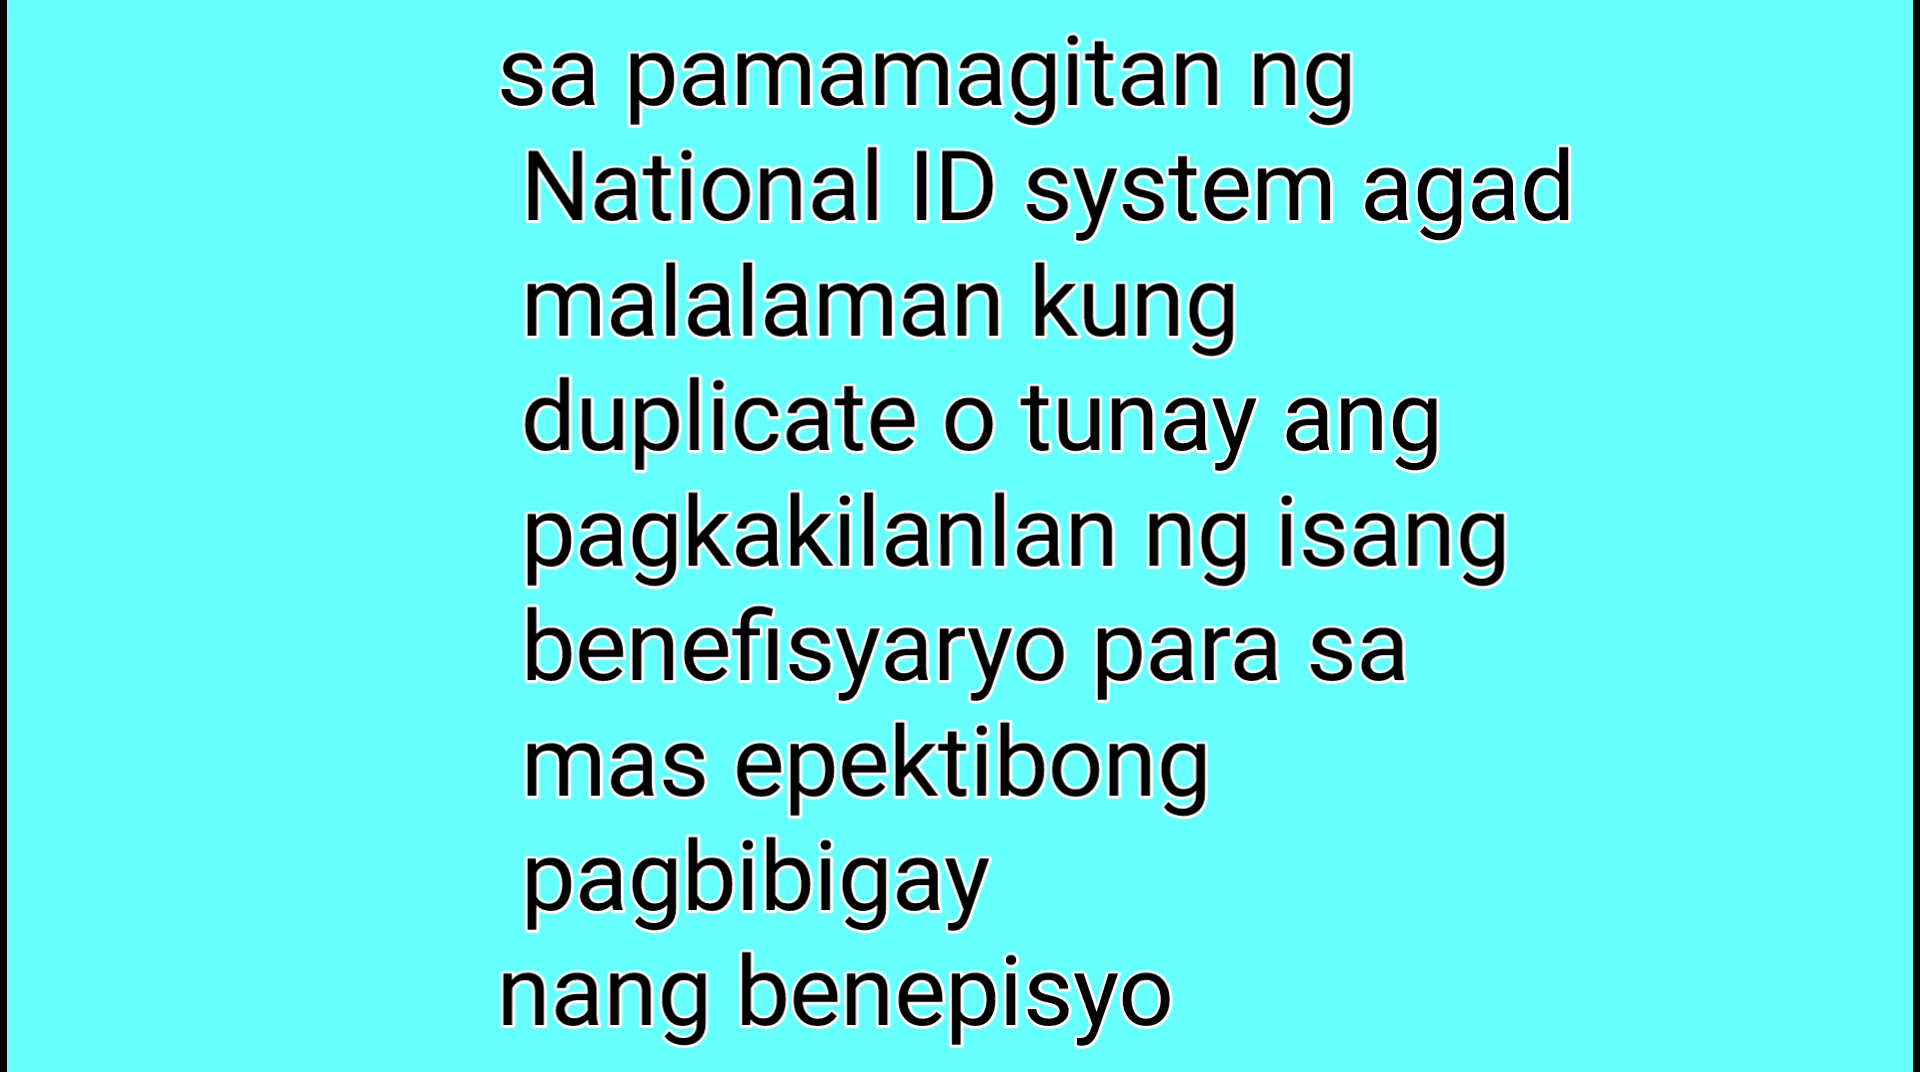 sa pamamagitan ng
National ID system agad
malalaman kung
duplicate o tunay ang
pagkakilanlan ng isang
benefisyaryo para sa
mas epektibong
pagbibigay
nang benepisyo